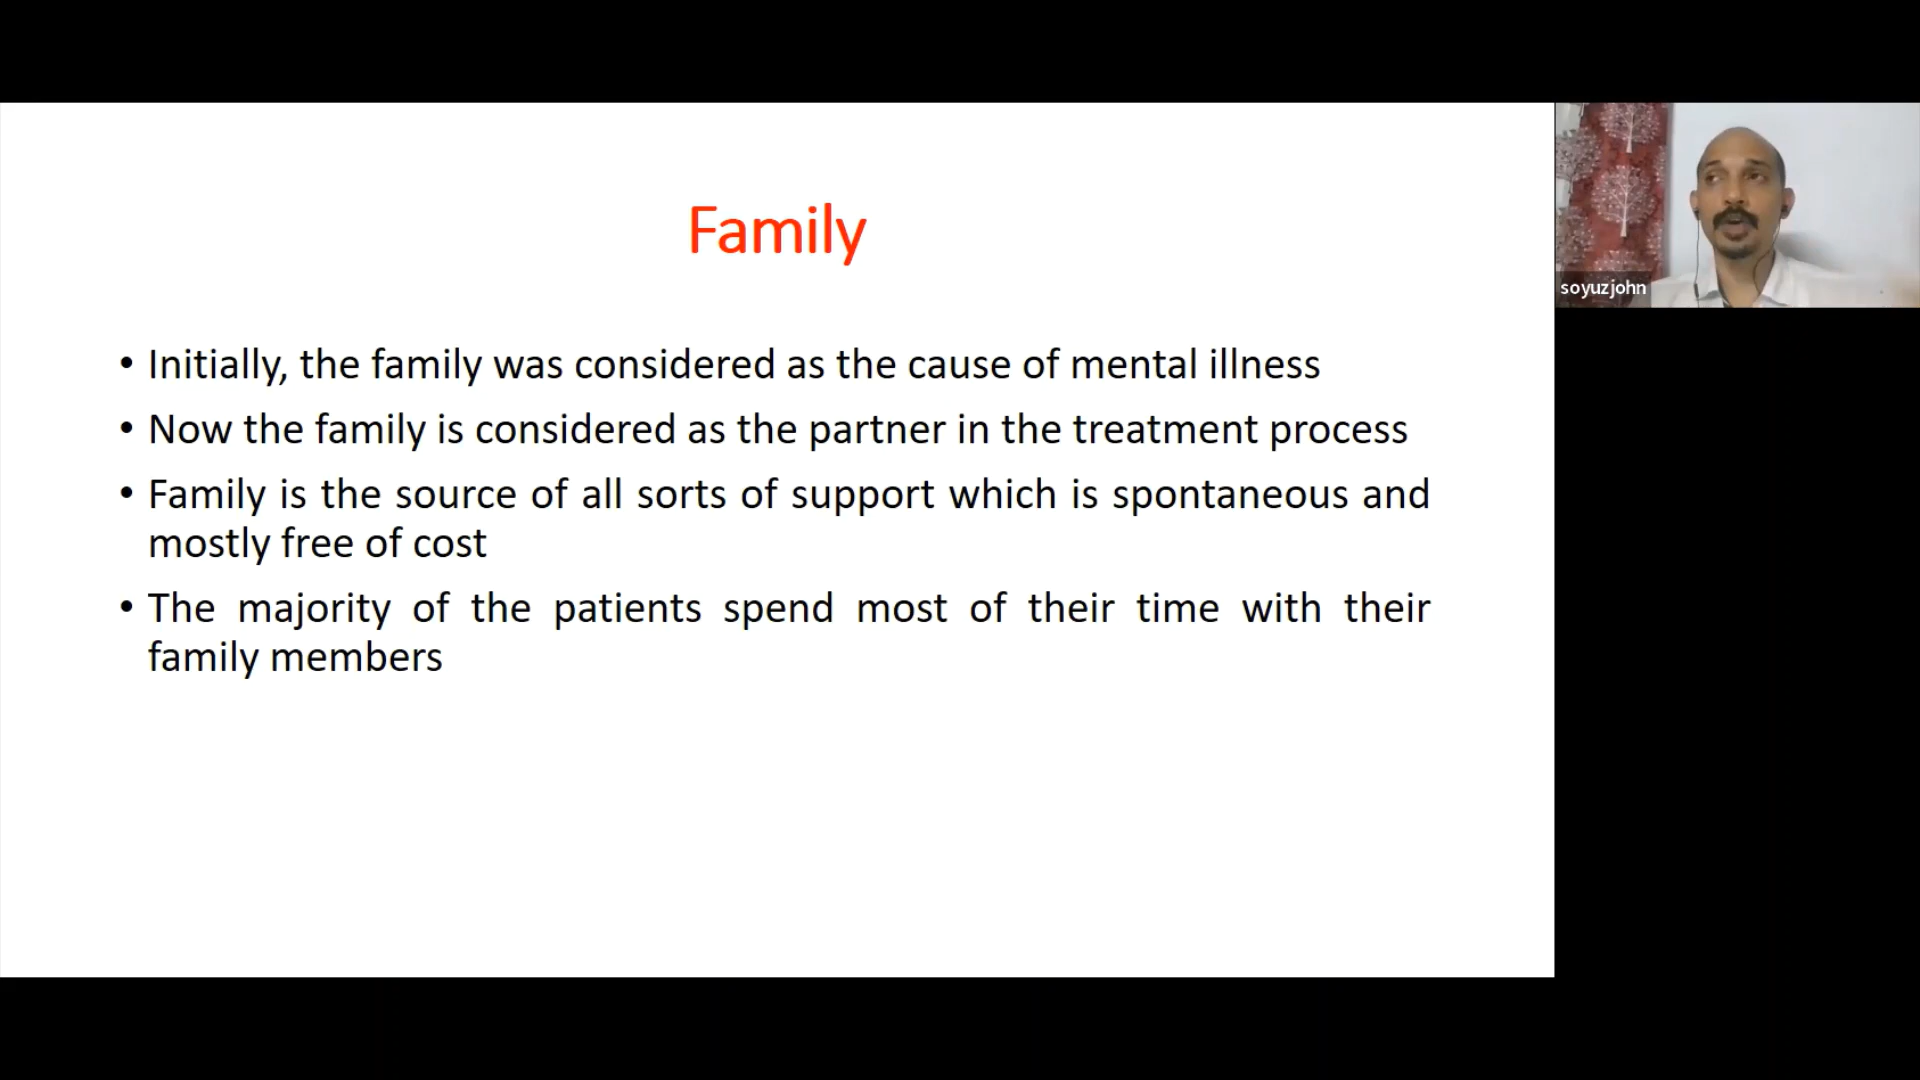 Family
• Initially, the family was considered as the cause of mental illness
• Now the family is considered as the partner in the treatment process
• Family is the source of all sorts of support which is spontaneous and
mostly free of cost
• The majority of the patients spend most of their time with their
family members
soyuzjohn